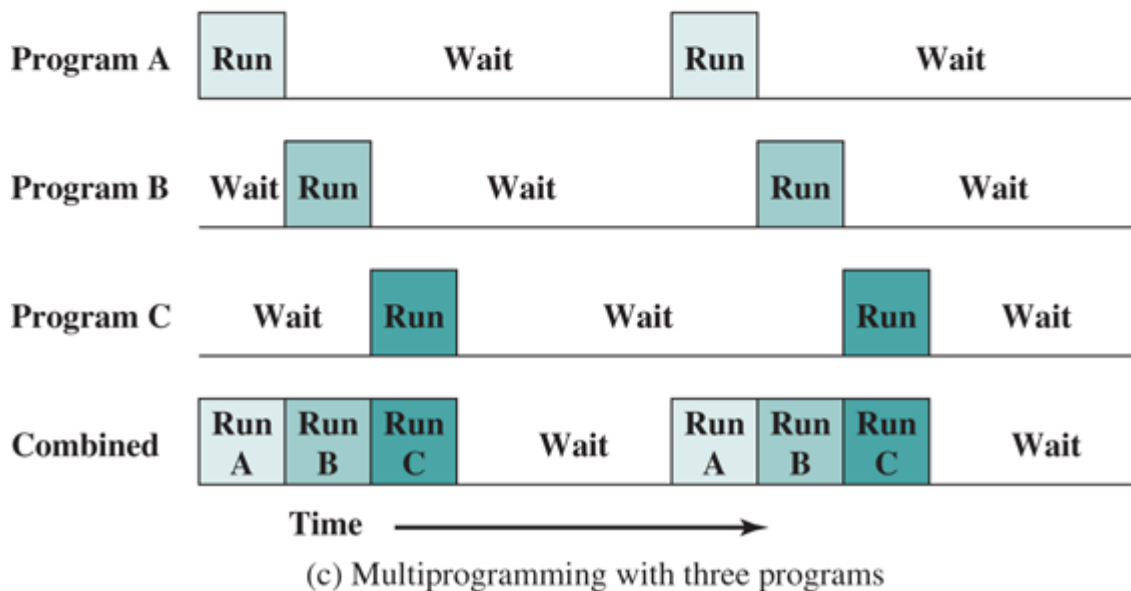 Program A Run Wait Run Wait
Program B Wait Run Wait Run Wait
Program C Wait Run Wait Run Wait
Combined Run A Run B Run C Wait Run A Run B Run C Wait
Time
(c) Multiprogramming with three programs